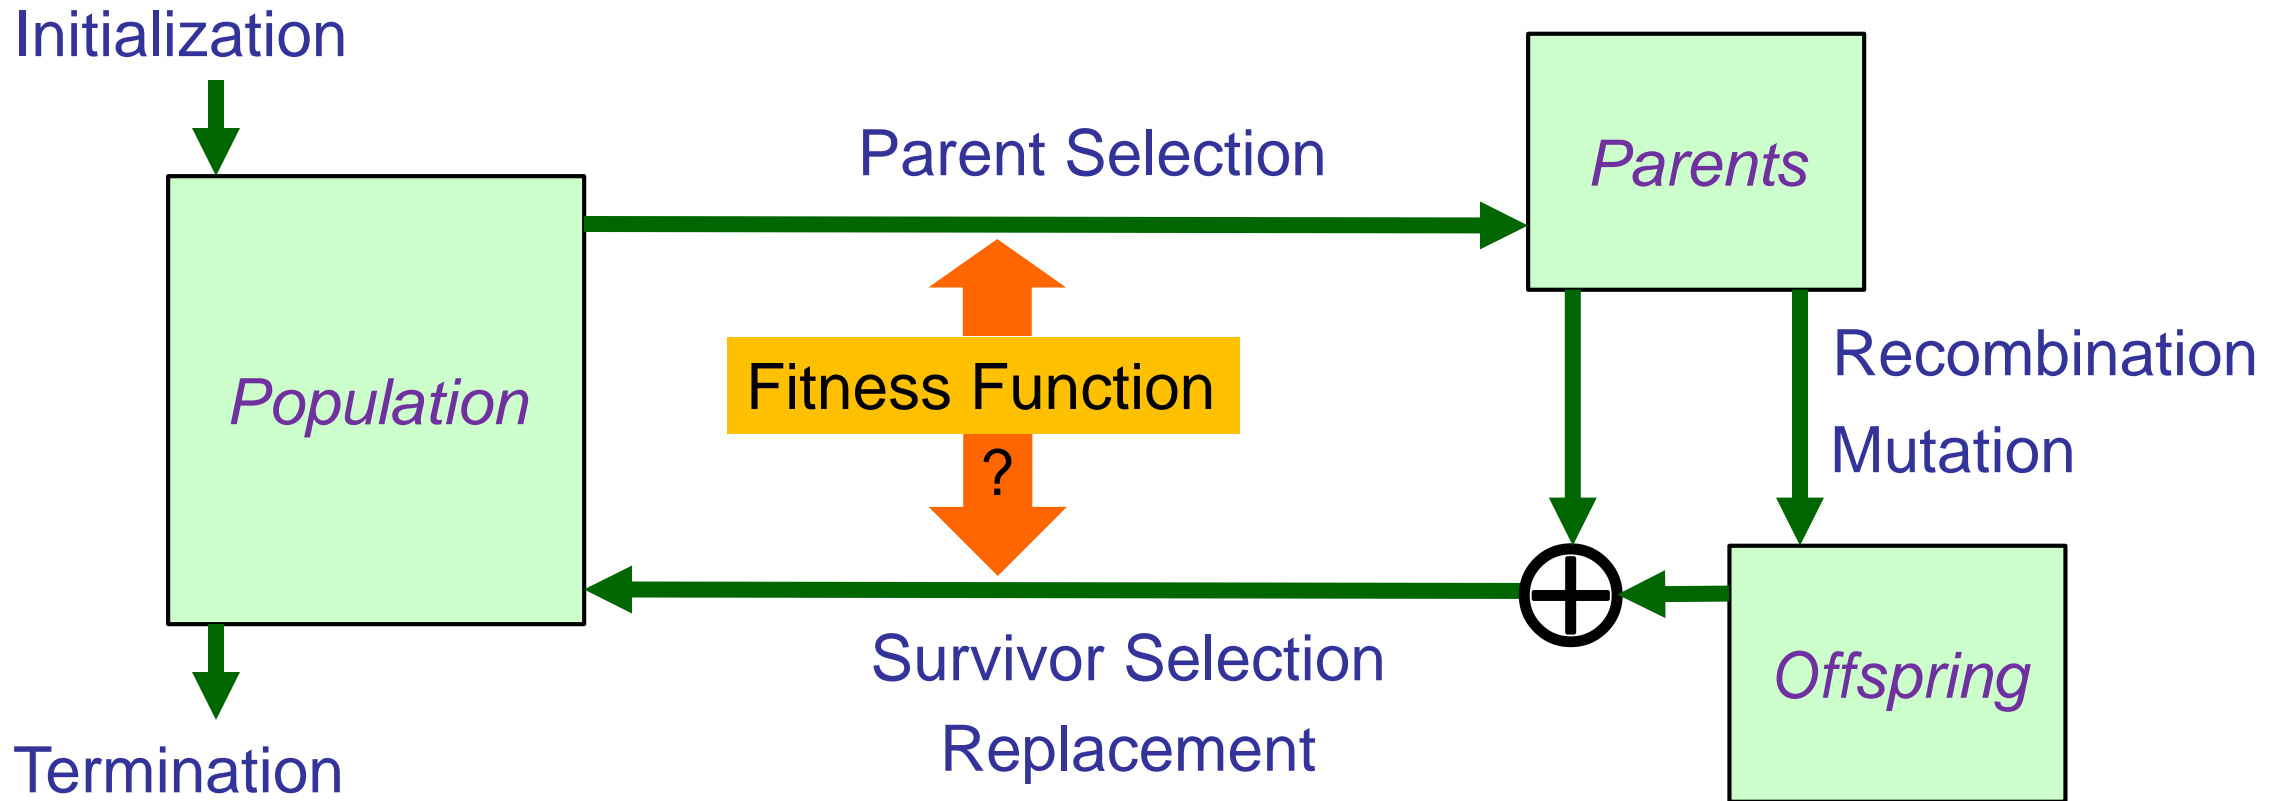 Initialization
Parent Selection
Parents
Population
Fitness Function
?
Recombination
Mutation
Survivor Selection
Replacement
Offspring
Termination